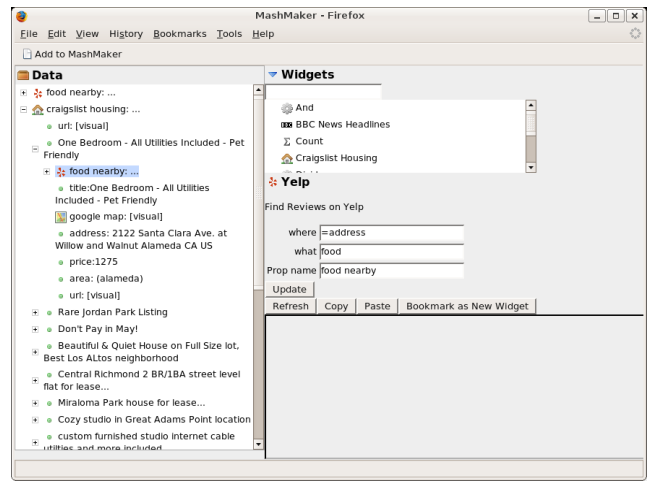 MashMaker - Firefox
File Edit View History Bookmarks Tools Help
Add to MashMaker
Data
food nearby: ...
craigslist housing: ...
url: [visual]
One Bedroom - All Utilities Included - Pet
Friendly
food nearby: ...
title:One Bedroom - All Utilities
Included - Pet Friendly
google map: [visual]
address: 2122 Santa Clara Ave. at
Willow and Walnut Alameda CA US
price:1275
area: (alameda)
url: [visual]
Rare Jordan Park Listing
Don't Pay in May!
Beautiful & Quiet House on Full Size lot,
Best Los ALtos neighborhood
Central Richmond 2 BR/1BA street level
flat for lease...
Miraloma Park house for lease...
Cozy studio in Great Adams Point location
custom furnished studio internet cable
utilties and more included
Widgets
And
BBC BBC News Headlines
Σ Count
Craigslist Housing
Yelp
Find Reviews on Yelp
where =address
what food
Prop name food nearby
Update
Refresh Copy Paste Bookmark as New Widget